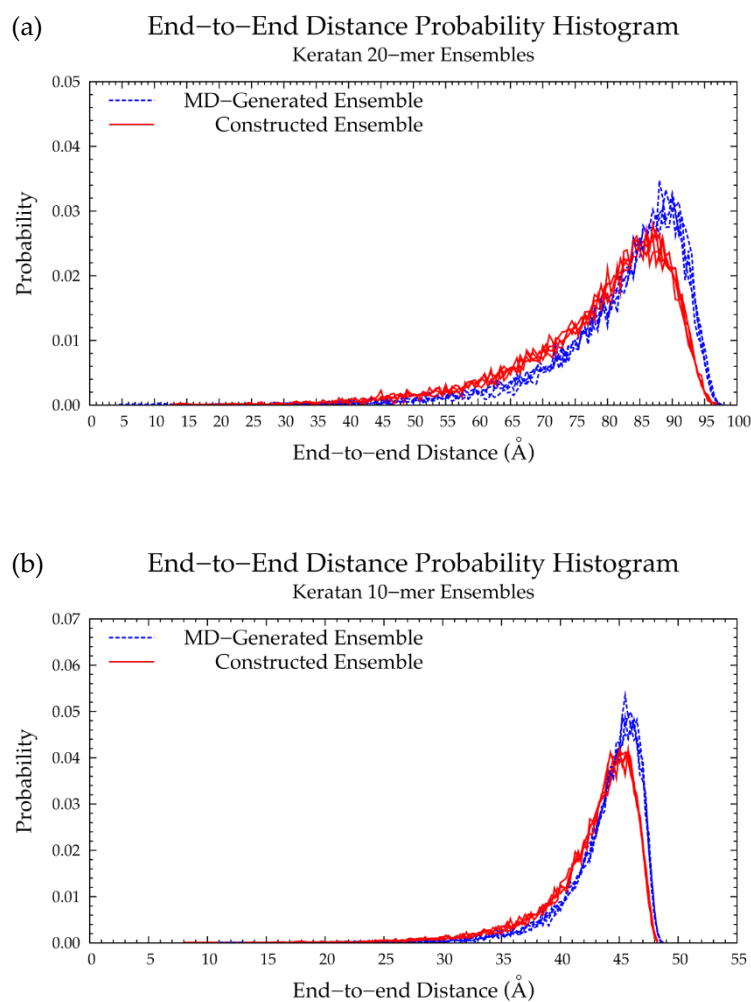 (a)
End−to−End Distance Probability Histogram
Keratan 20−mer Ensembles
0.05
0.04
0.03
0.02
0.01
0.00
Probability
MD−Generated Ensemble
Constructed Ensemble
0 5 10 15 20 25 30 35 40 45 50 55 60 65 70 75 80 85 90 95 100
End−to−end Distance (Å)
(b)
End−to−End Distance Probability Histogram
Keratan 10−mer Ensembles
0.07
0.06
0.05
0.04
0.03
0.02
0.01
0.00
Probability
MD−Generated Ensemble
Constructed Ensemble
0 5 10 15 20 25 30 35 40 45 50 55
End−to−end Distance (Å)